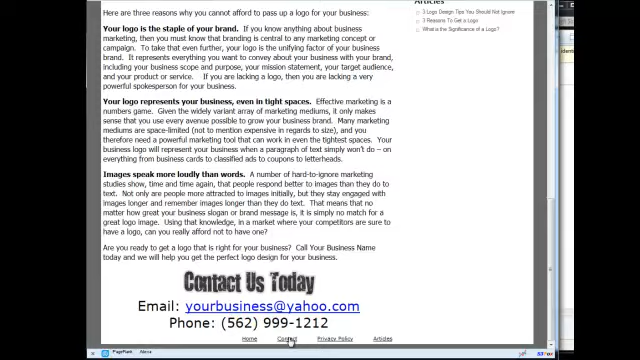 Here are three reasons why you cannot afford to pass up a logo for your business:
Your logo is the staple of your brand. If you know anything about business
marketing, then you must know that branding is central to any marketing concept or
campaign. To take that even further, your logo is the unifying factor of your business
brand. It represents everything you want to convey about your business with your brand,
including your business scope and purpose, your mission statement, your target audience,
and your product or service. If you are lacking a logo, then you are lacking a very
powerful spokesperson for your business.
Your logo represents your business, even in tight spaces. Effective marketing is a
numbers game. Given the widely variant array of marketing mediums, it only makes
sense that you use every avenue possible to grow your business brand. Many marketing
mediums are space-limited (not to mention expensive in regards to size), and you
therefore need a powerful marketing tool that can work in even the tightest spaces. Your
business logo will represent your business when a paragraph of text simply won't do – on
everything from business cards to classified ads to coupons to letterheads.
Images speak more loudly than words. A number of hard-to-ignore marketing
studies show, time and time again, that people respond better to images than they do to
text. Not only are people more attracted to images initially, but they stay engaged with
images longer and remember images longer than they do text. That means that no
matter how great your business slogan or brand message is, it is simply no match for a
great logo image. Using that knowledge, in a market where your competitors are sure to
have a logo, can you really afford not to have one?
Are you ready to get a logo that is right for your business? Call Your Business Name
today and we will help you get the perfect logo design for your business.
Contact Us Today
Email: yourbusiness@yahoo.com
Phone: (562) 999-1212
Home Contact Privacy Policy Articles
Articles
3 Logo Design Tips You Should Not Ignore
3 Reasons To Get a Logo
What is the Significance of a Logo?
PageRank Alexa